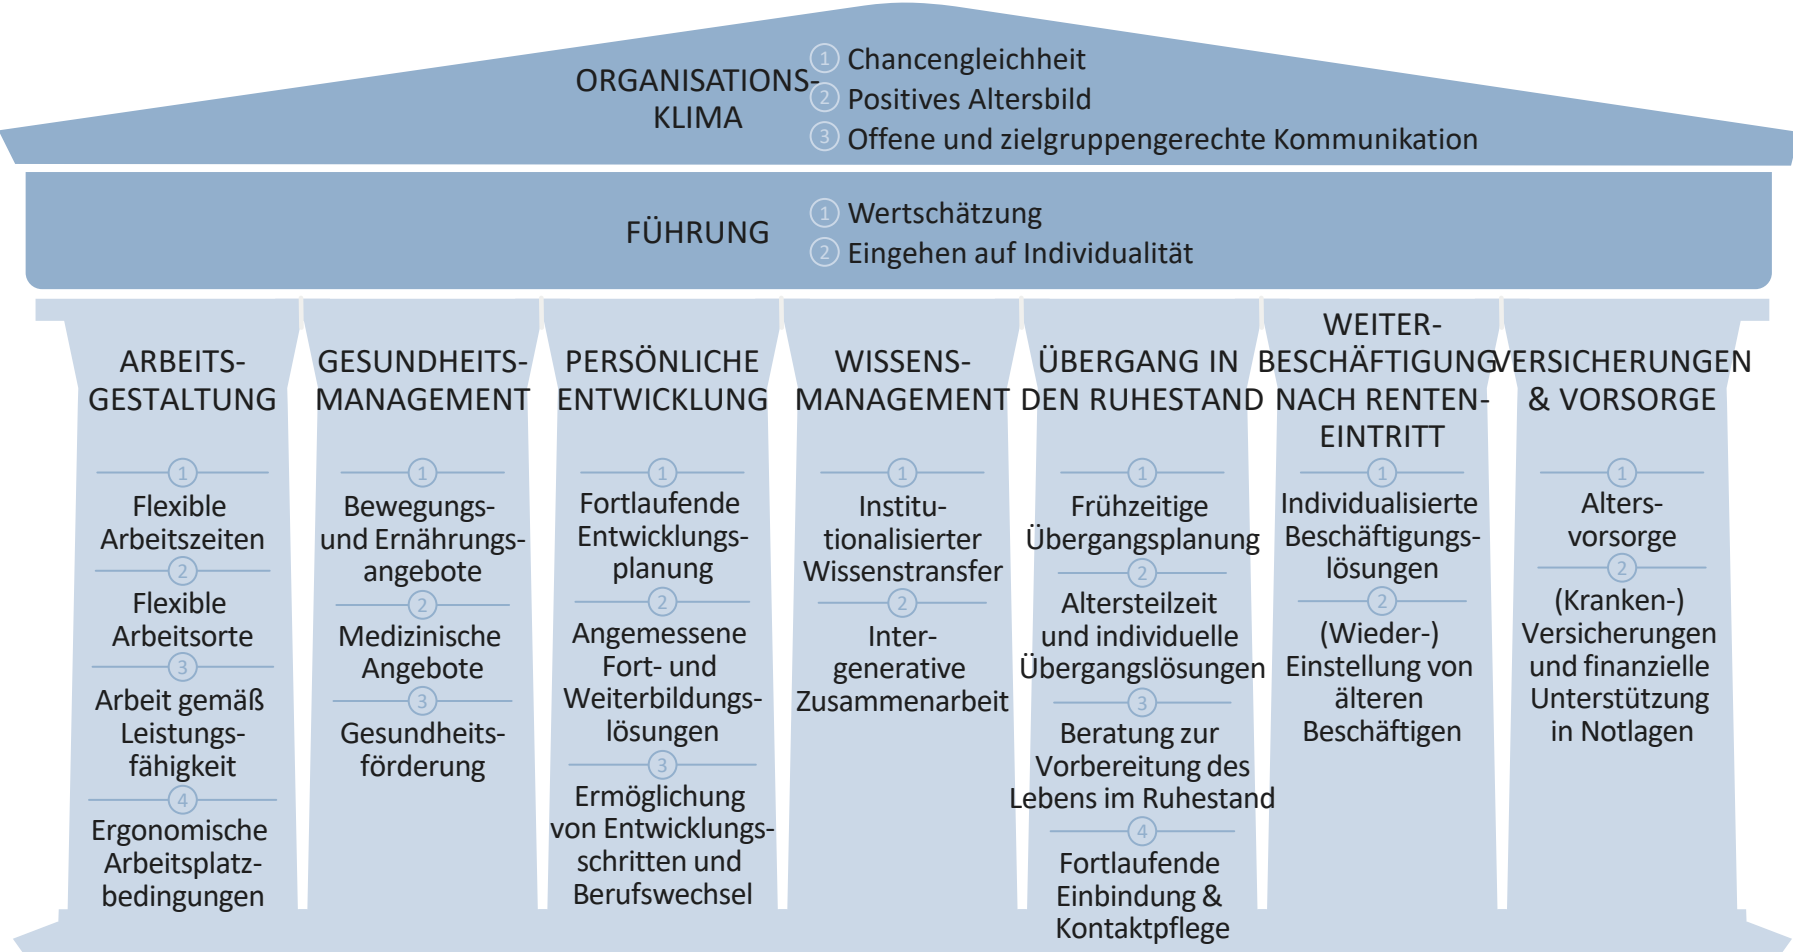 ORGANISATIONS-
KLIMA
1 Chancengleichheit
2 Positives Altersbild
3 Offene und zielgruppengerechte Kommunikation
FÜHRUNG
1 Wertschätzung
2 Eingehen auf Individualität
ARBEITS-
GESTALTUNG
1
Flexible
Arbeitszeiten
2
Flexible
Arbeitsorte
3
Arbeit gemäß
Leistungs-
fähigkeit
4
Ergonomische
Arbeitsplatz-
bedingungen
GESUNDHEITS-
MANAGEMENT
1
Bewegungs-
und Ernährungs-
angebote
2
Medizinische
Angebote
3
Gesundheits-
förderung
PERSÖNLICHE
ENTWICKLUNG
1
Fortlaufende
Entwicklungs-
planung
2
Angemessene
Fort- und
Weiterbildungs-
lösungen
3
Ermöglichung
von Entwicklungs-
schritten und
Berufswechsel
WISSENS-
MANAGEMENT
1
Institu-
tionalisierter
Wissenstransfer
2
Inter-
generative
Zusammenarbeit
ÜBERGANG IN
DEN RUHESTAND
1
Frühzeitige
Übergangsplanung
2
Altersteilzeit
und individuelle
Übergangslösungen
3
Beratung zur
Vorbereitung des
Lebens im Ruhestand
4
Fortlaufende
Einbindung &
Kontaktpflege
WEITER-
BESCHÄFTIGUNG
NACH RENTEN-
EINTRITT
1
Individualisierte
Beschäftigungs-
lösungen
2
(Wieder-)
Einstellung von
älteren
Beschäftigen
VERSICHERUNGEN
& VORSORGE
1
Alters-
vorsorge
2
(Kranken-)
Versicherungen
und finanzielle
Unterstützung
in Notlagen